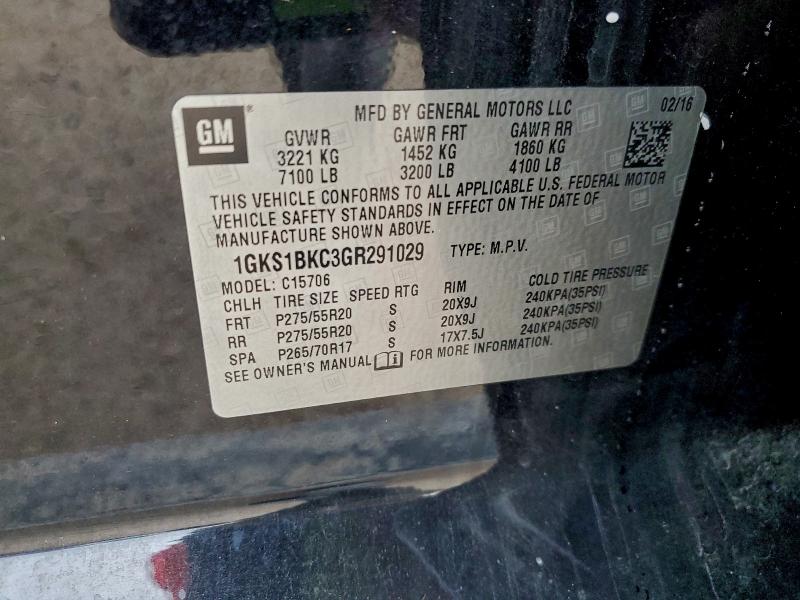 GM
MFD BY GENERAL MOTORS LLC 02/16
GVWR GAWR FRT GAWR RR
3221 KG 1452 KG 1860 KG
7100 LB 3200 LB 4100 LB
THIS VEHICLE CONFORMS TO ALL APPLICABLE U.S. FEDERAL MOTOR
VEHICLE SAFETY STANDARDS IN EFFECT ON THE DATE OF
MANUFACTURE SHOWN ABOVE.
1GKS1BKC3GR291029 TYPE: M.P.V.
MODEL: C15706
CHLH TIRE SIZE SPEED RTG RIM COLD TIRE PRESSURE
FRT P275/55R20 S 20X9J 240KPA(35PSI)
RR P275/55R20 S 20X9J 240KPA(35PSI)
SPA P265/70R17 S 17X7.5J 240KPA(35PSI)
SEE OWNER'S MANUAL FOR MORE INFORMATION.